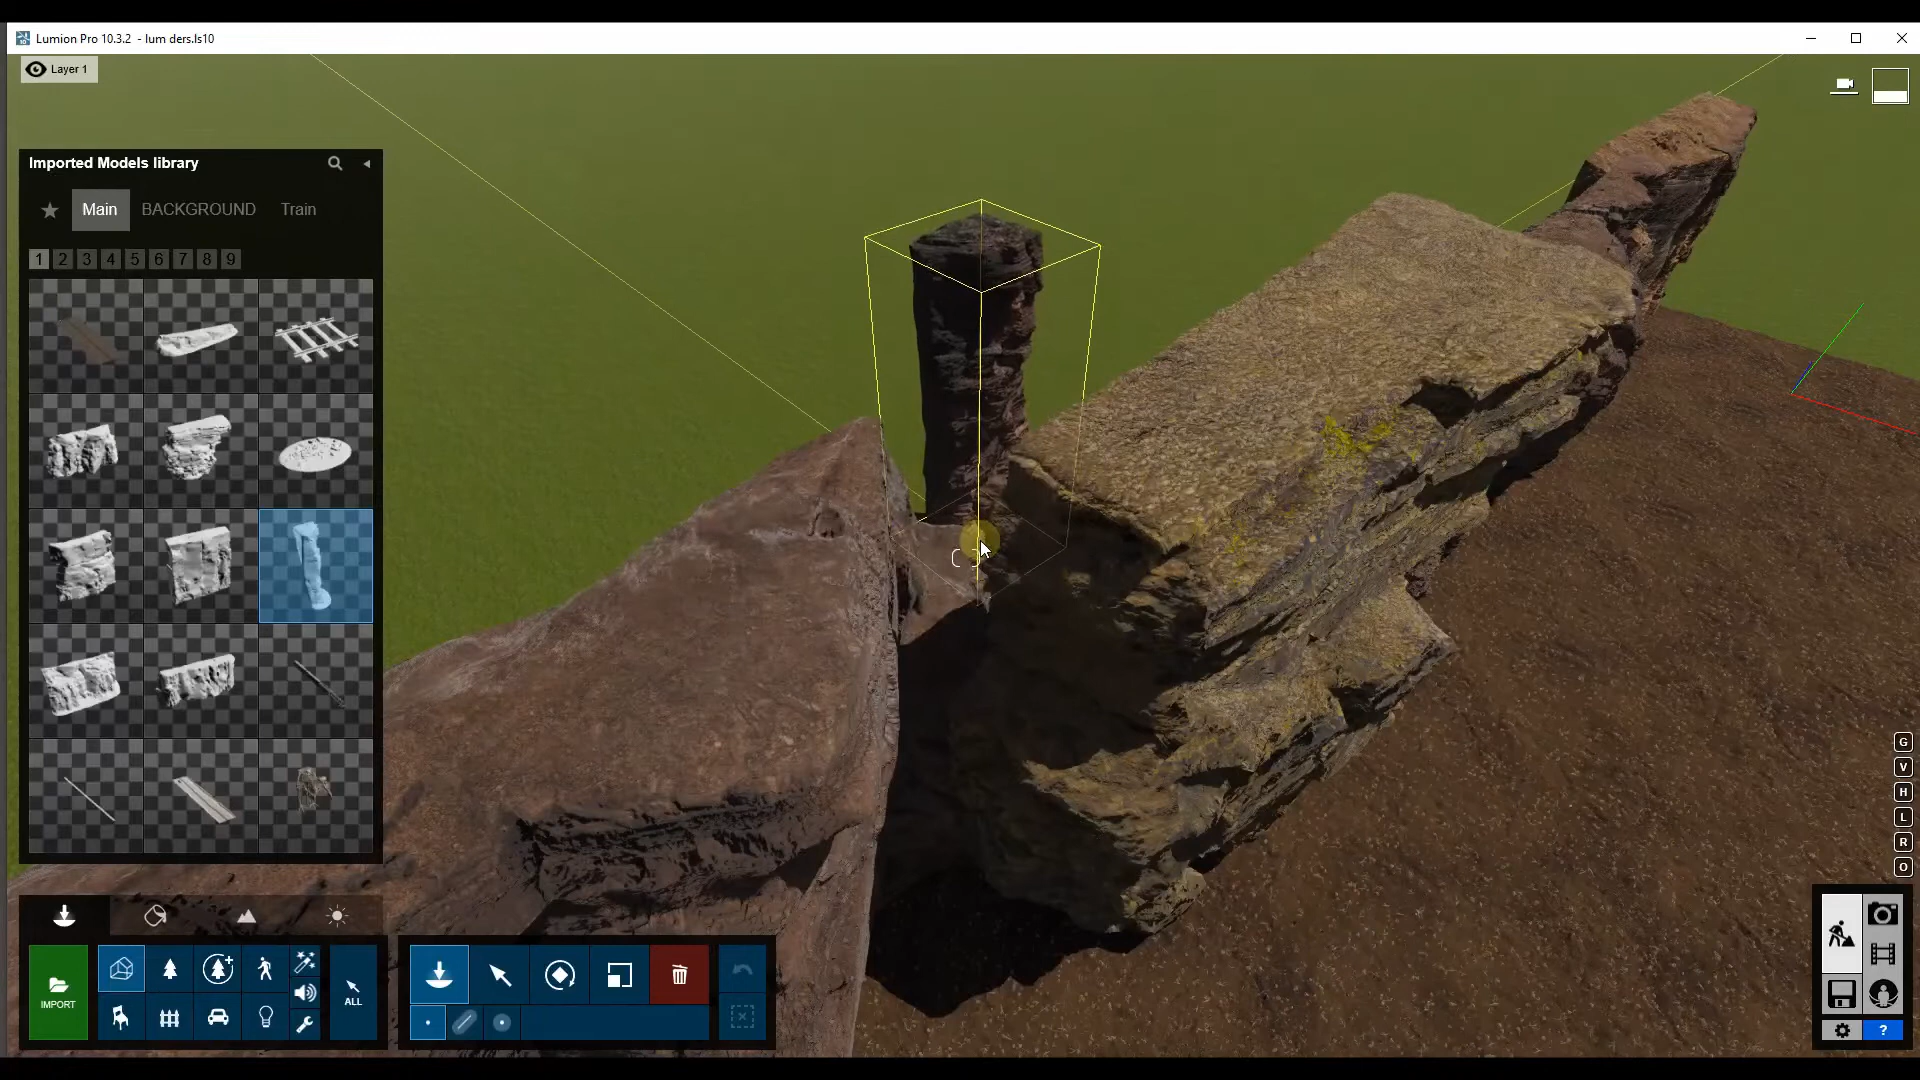 Lumion Pro 10.3.2 - lum ders.ls10
Layer 1
Imported Models library
Main BACKGROUND Train
1 2 3 4 5 6 7 8 9
G
V
H
L
R
O
IMPORT
ALL
?